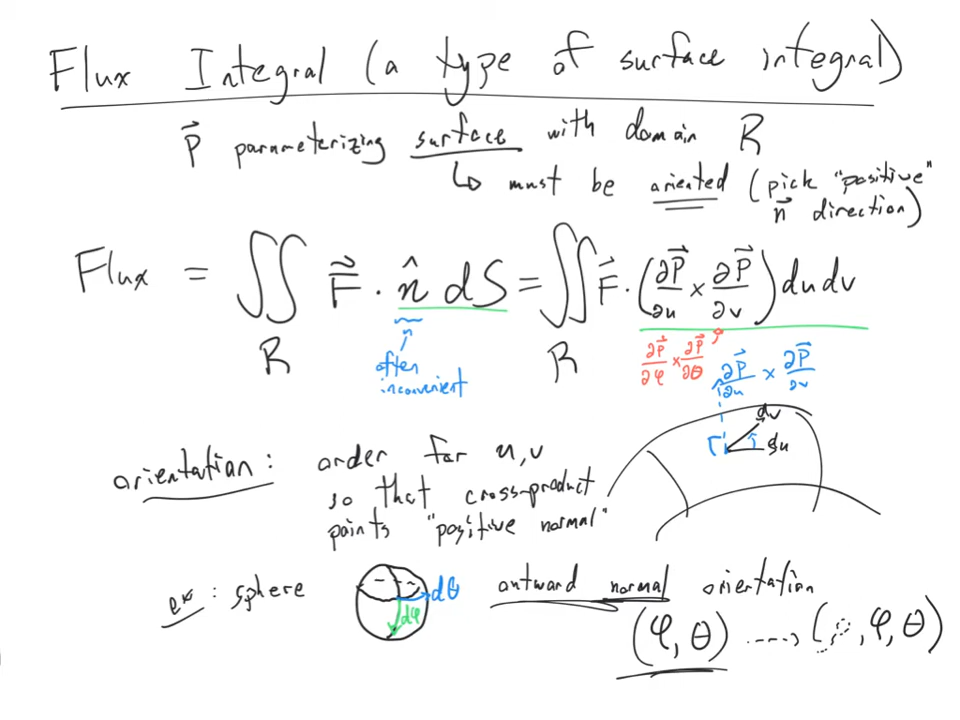 Flux Integral (a type of surface integral)
P⃗ parameterizing surface with domain R
↳ must be oriented (pick "positive"
n⃗ direction)
Flux = ∬_R F⃗ · n̂ dS = ∬_R F⃗ · (∂P⃗/∂u × ∂P⃗/∂v) du dv
often
inconvenient
∂P⃗/∂φ × ∂P⃗/∂θ
∂P⃗/∂u × ∂P⃗/∂v
dv
du
orientation: order for u,v
so that cross-product
points "positive normal"
ex: sphere dθ outward normal orientation
dφ
(φ, θ) ----> (ρ, φ, θ)